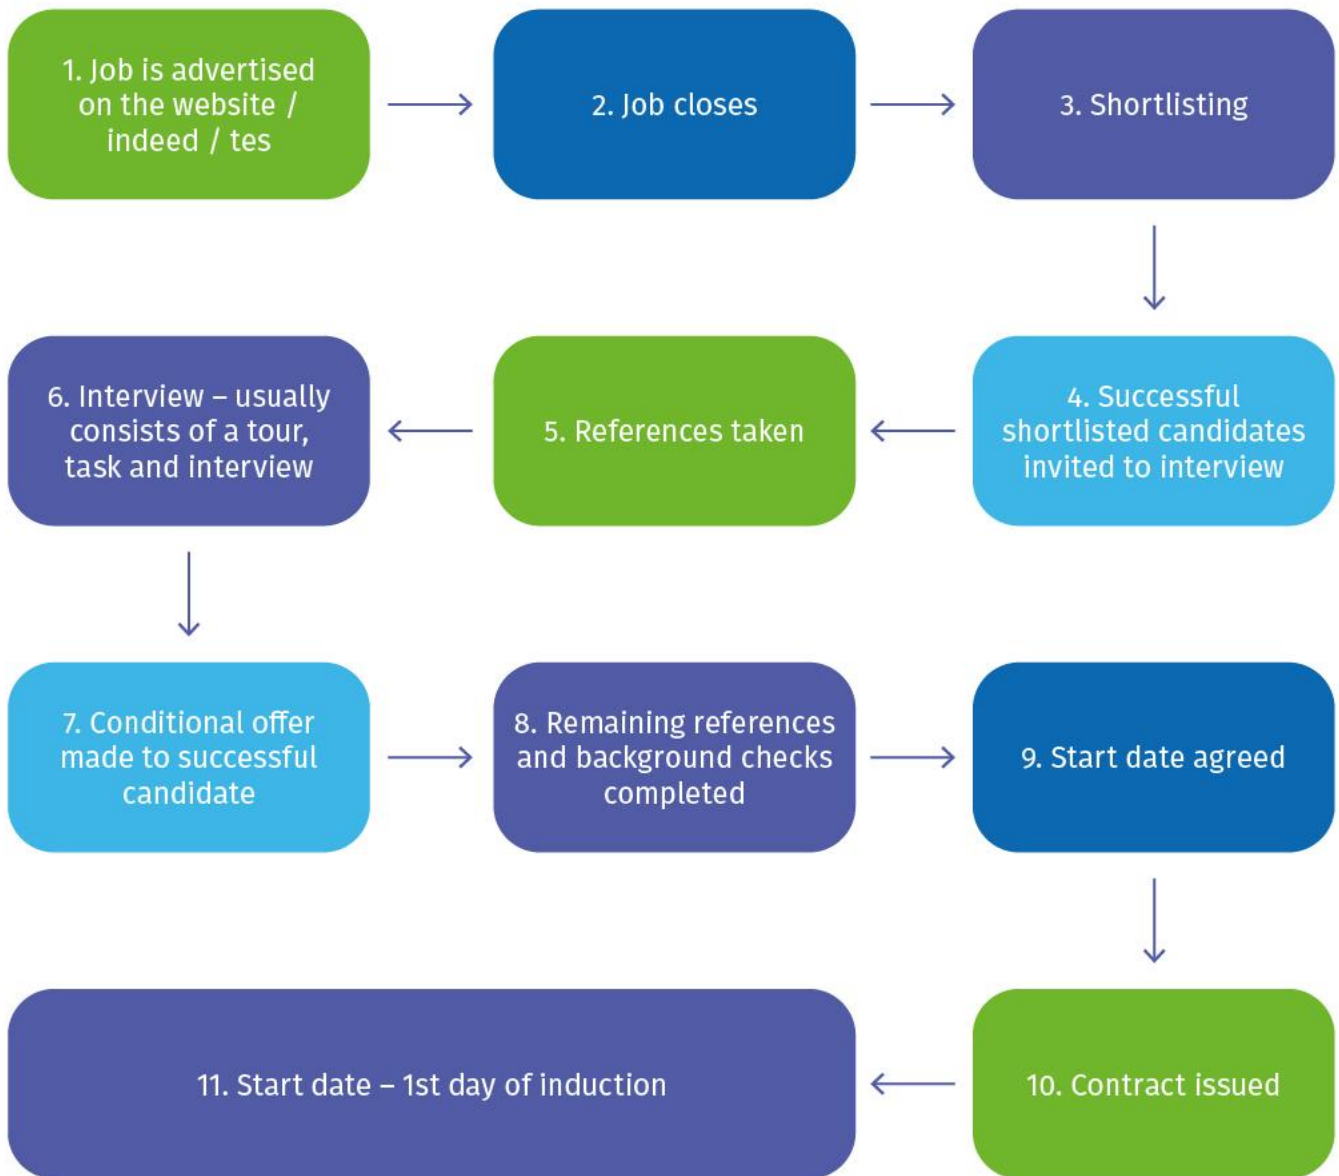 1. Job is advertised
on the website /
indeed / tes
2. Job closes
3. Shortlisting
4. Successful
shortlisted candidates
invited to interview
5. References taken
6. Interview – usually
consists of a tour,
task and interview
7. Conditional offer
made to successful
candidate
8. Remaining references
and background checks
completed
9. Start date agreed
10. Contract issued
11. Start date – 1st day of induction